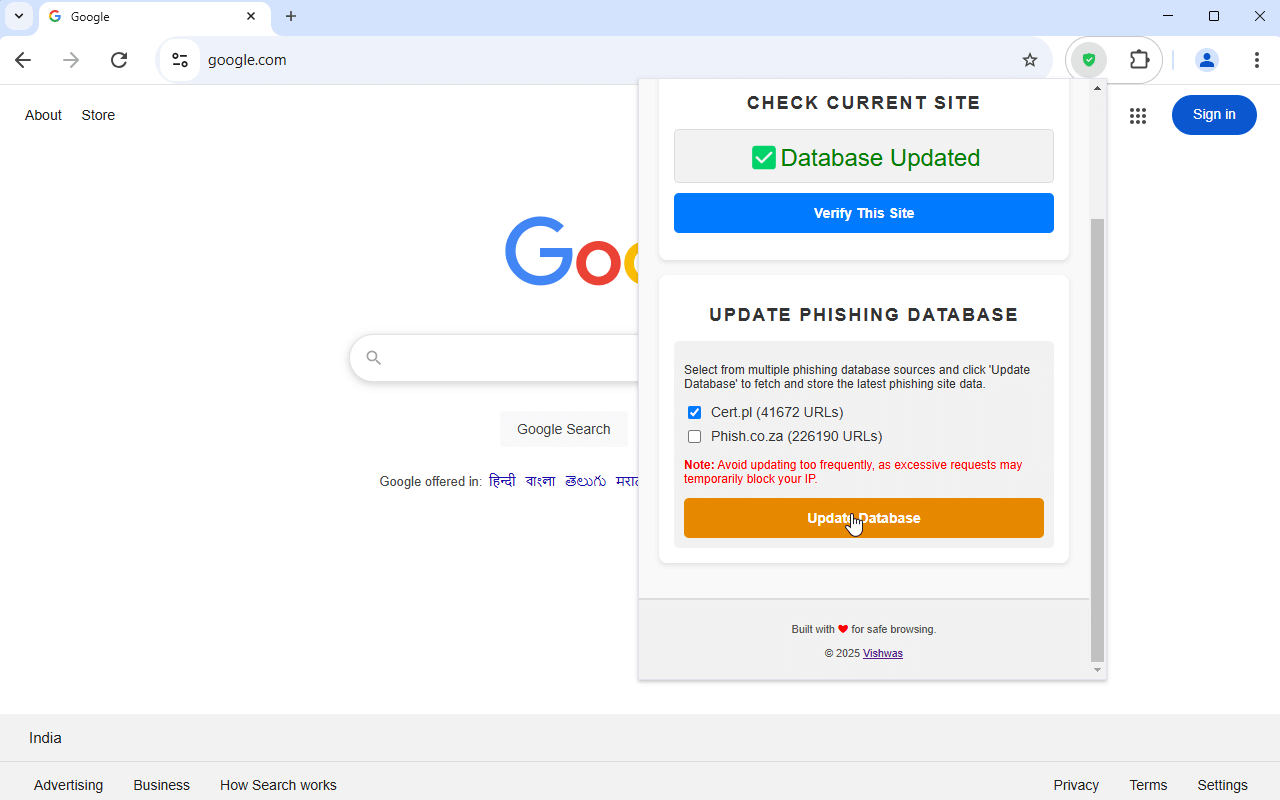 Google
google.com
About Store
Sign in
CHECK CURRENT SITE
Database Updated
Verify This Site
UPDATE PHISHING DATABASE
Select from multiple phishing database sources and click 'Update
Database' to fetch and store the latest phishing site data.
Cert.pl (41672 URLs)
Phish.co.za (226190 URLs)
Note: Avoid updating too frequently, as excessive requests may
temporarily block your IP.
Update Database
Built with ❤ for safe browsing.
© 2025 Vishwas
Goo
Google Search
Google offered in: हिन्दी বাংলা తెలుగు मरा
India
Advertising Business How Search works
Privacy Terms Settings